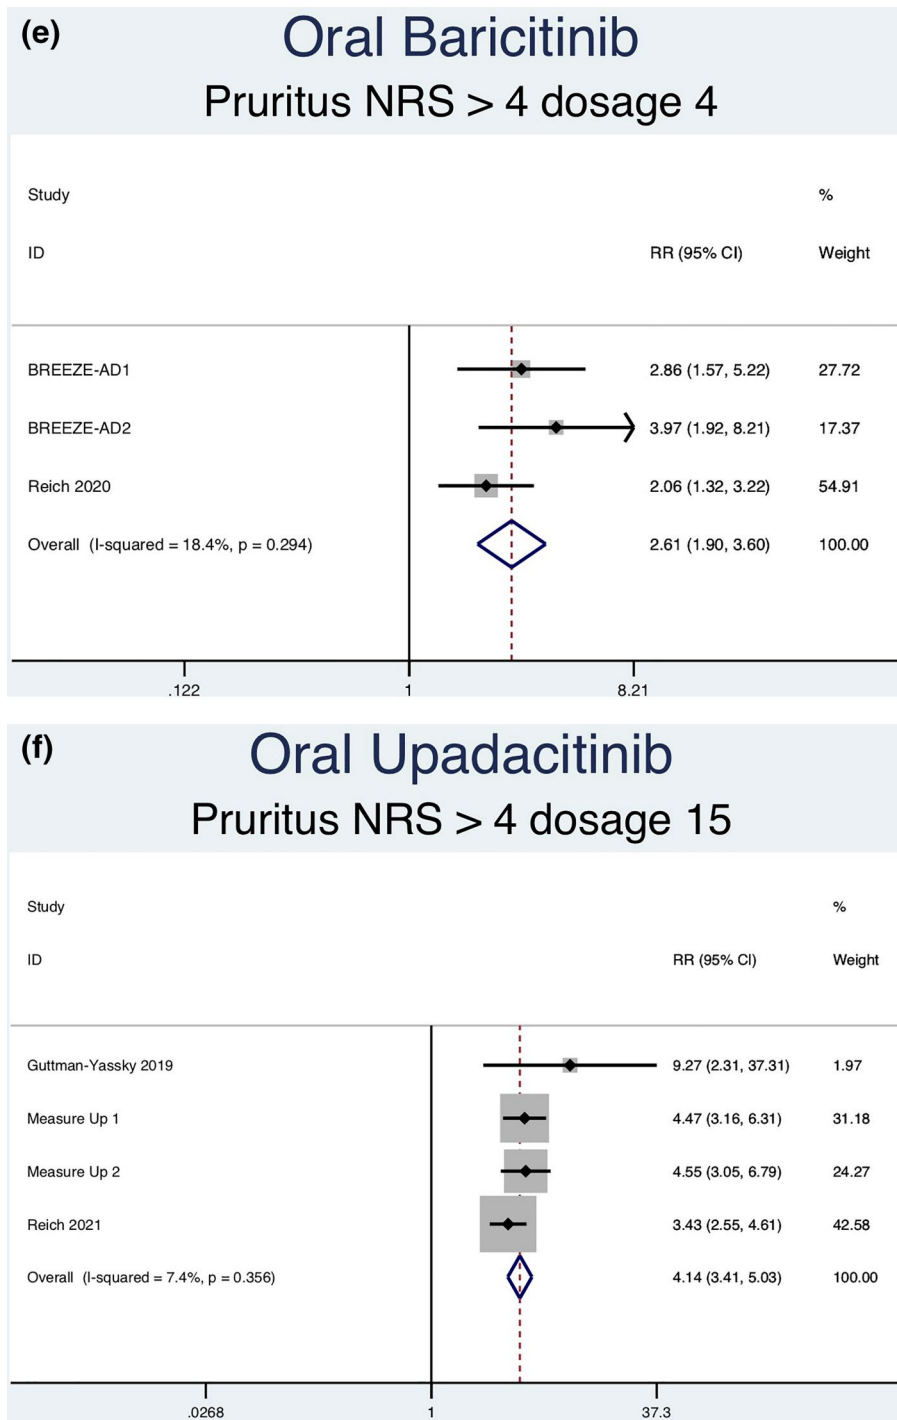 (e)
Oral Baricitinib
Pruritus NRS > 4 dosage 4
Study %
ID RR (95% CI) Weight
BREEZE-AD1 2.86 (1.57, 5.22) 27.72
BREEZE-AD2 3.97 (1.92, 8.21) 17.37
Reich 2020 2.06 (1.32, 3.22) 54.91
Overall (I-squared = 18.4%, p = 0.294) 2.61 (1.90, 3.60) 100.00
.122 1 8.21
(f)
Oral Upadacitinib
Pruritus NRS > 4 dosage 15
Study %
ID RR (95% CI) Weight
Guttman-Yassky 2019 9.27 (2.31, 37.31) 1.97
Measure Up 1 4.47 (3.16, 6.31) 31.18
Measure Up 2 4.55 (3.05, 6.79) 24.27
Reich 2021 3.43 (2.55, 4.61) 42.58
Overall (I-squared = 7.4%, p = 0.356) 4.14 (3.41, 5.03) 100.00
.0268 1 37.3